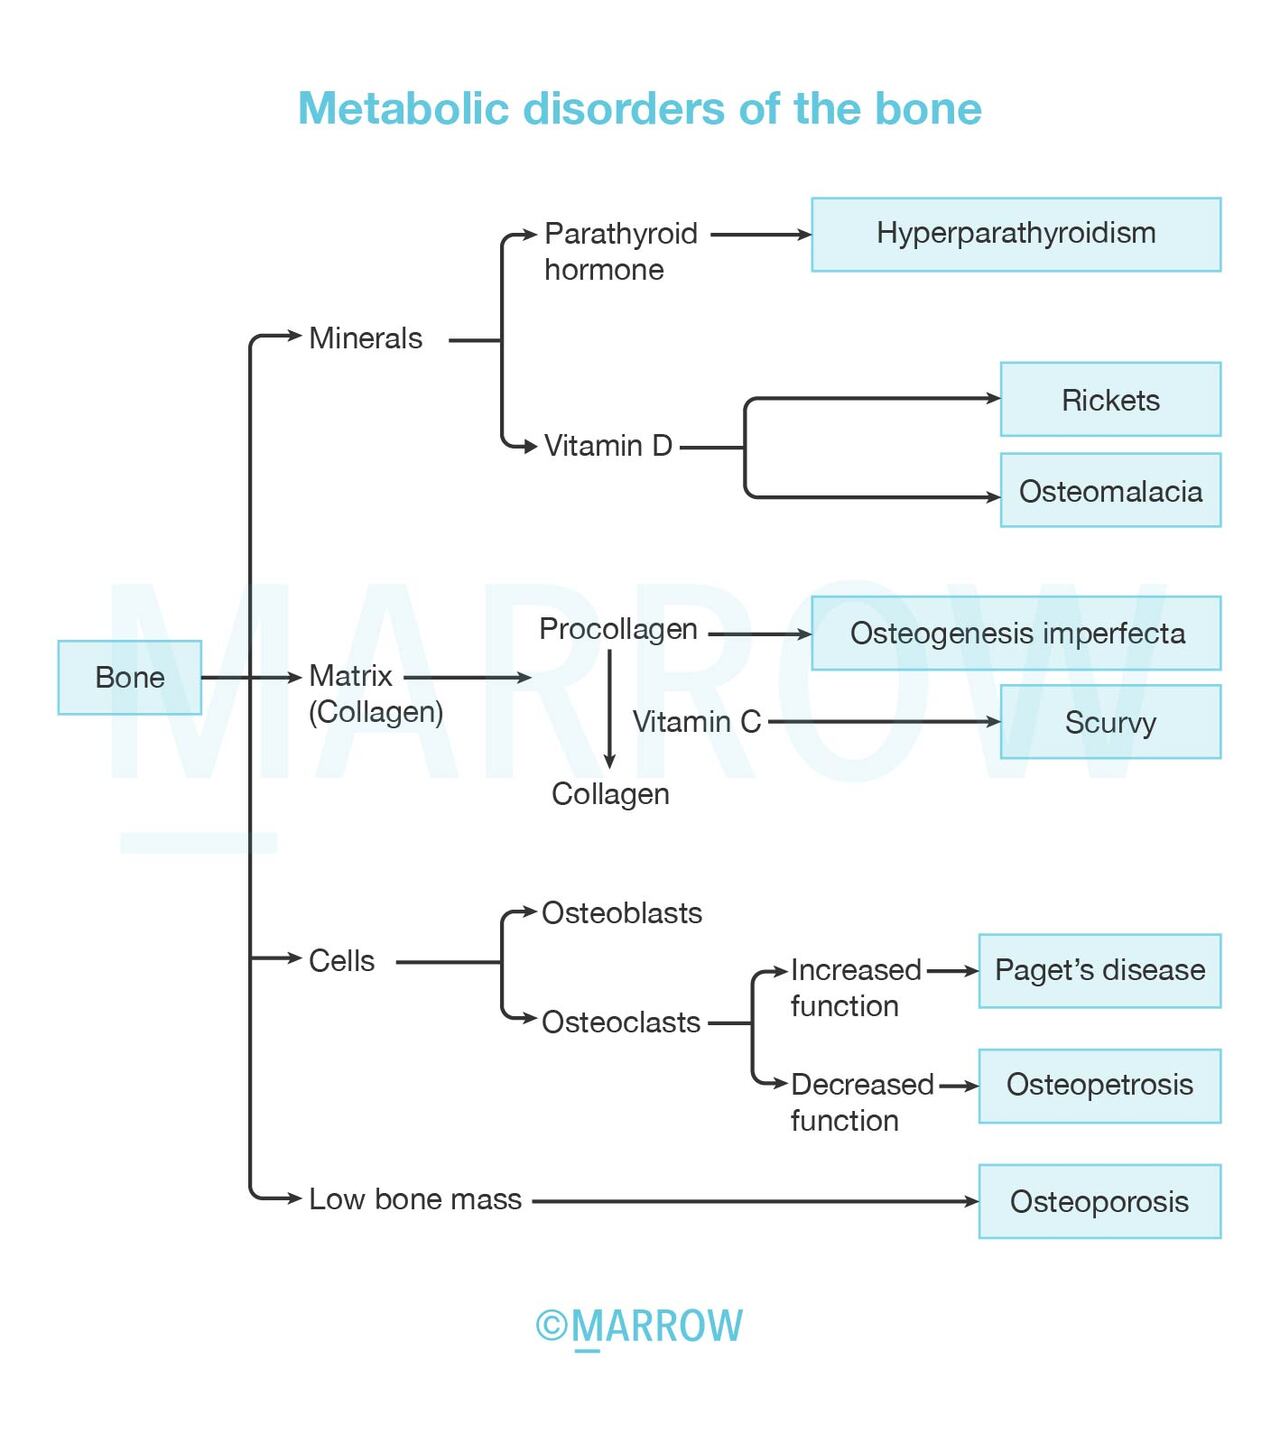 Metabolic disorders of the bone
Parathyroid
hormone
Hyperparathyroidism
Minerals
Vitamin D
Rickets
Osteomalacia
Bone
Matrix
(Collagen)
Procollagen
Osteogenesis imperfecta
Vitamin C
Scurvy
Collagen
MARROW
Cells
Osteoblasts
Osteoclasts
Increased
function
Paget’s disease
Decreased
function
Osteopetrosis
Low bone mass
Osteoporosis
©MARROW